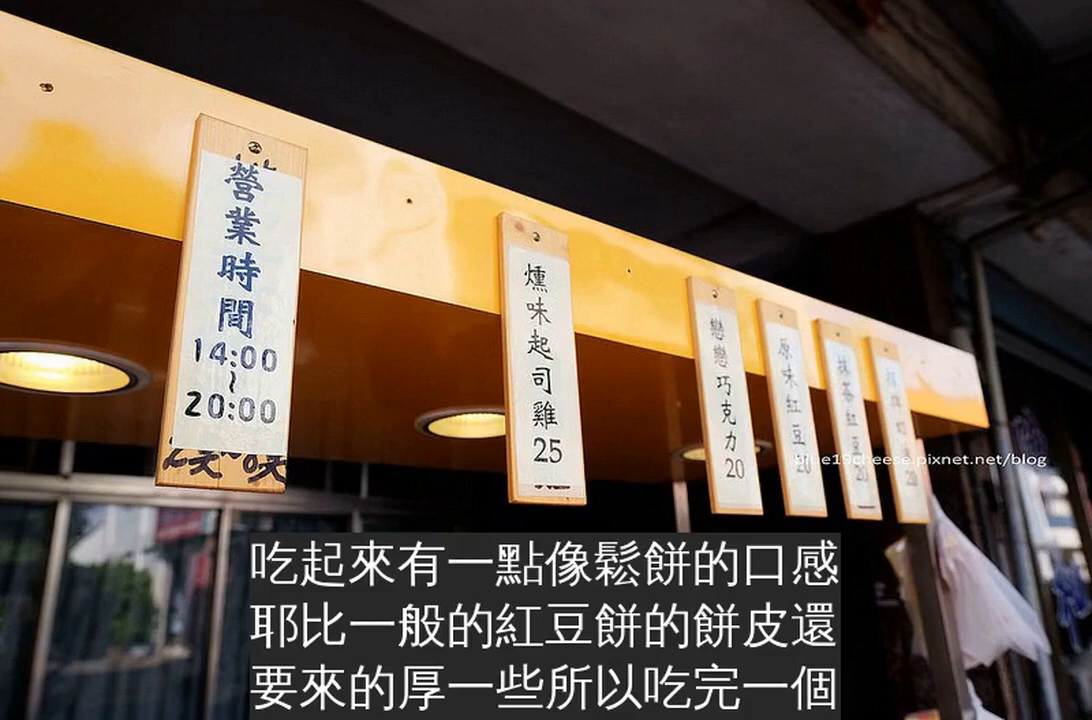 營業時間
14:00
~
20:00
燻味起司雞 25
戀戀巧克力 20
原味紅豆 20
抹茶紅豆 20
20
blue19cheese.pixnet.net/blog
吃起來有一點像鬆餅的口感
耶比一般的紅豆餅的餅皮還
要來的厚一些所以吃完一個